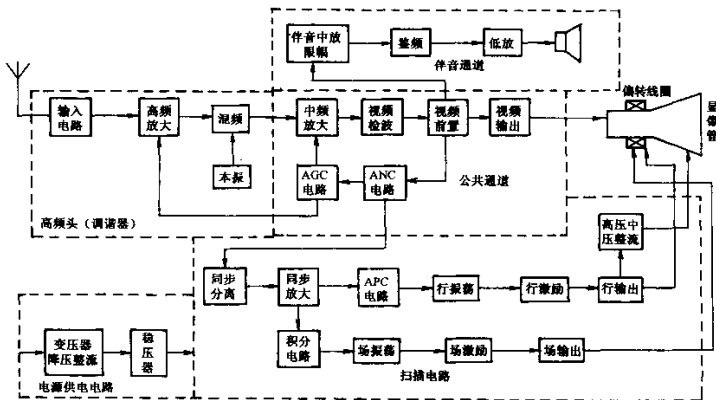 伴音中放
限幅
鉴频
低放
伴音通道
偏转线圈
显
像
管
输入
电路
高频
放大
混频
中频
放大
视频
检波
视频
前置
视频
输出
本振
AGC
电路
ANC
电路
公共通道
高频头(调谐器)
高压中
压整流
同步
分离
同步
放大
APC
电路
行振荡
行激励
行输出
变压器
降压整流
稳
压
器
积分
电路
场振荡
场激励
场输出
电源供电电路
扫描电路